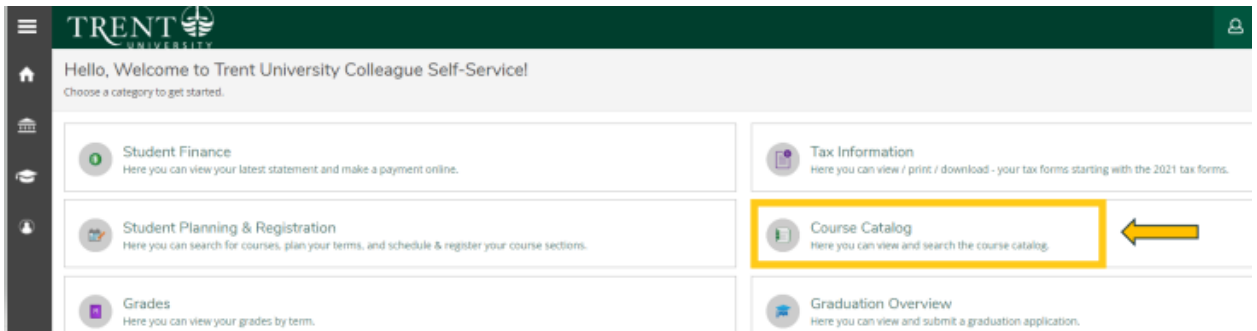 TRENT
UNIVERSITY
Hello, Welcome to Trent University Colleague Self-Service!
Choose a category to get started.
Student Finance
Here you can view your latest statement and make a payment online.
Tax Information
Here you can view / print / download - your tax forms starting with the 2021 tax forms.
Student Planning & Registration
Here you can search for courses, plan your terms, and schedule & register your course sections.
Course Catalog
Here you can view and search the course catalog.
Grades
Here you can view your grades by term.
Graduation Overview
Here you can view and submit a graduation application.